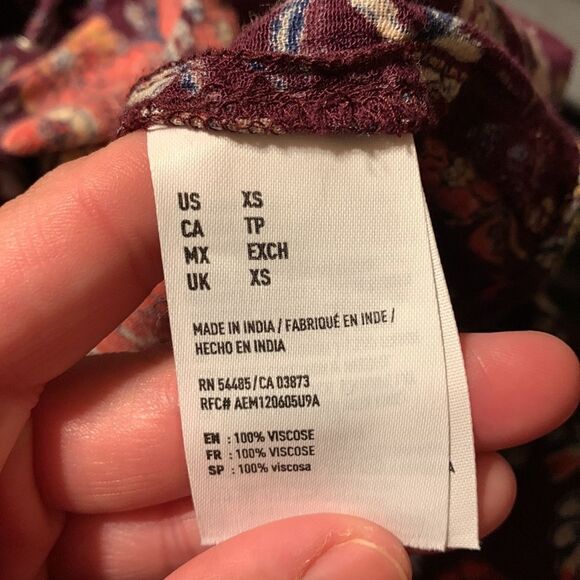 US XS
CA TP
MX EXCH
UK XS
MADE IN INDIA / FABRIQUÉ EN INDE /
HECHO EN INDIA
RN 54485 / CA 03873
RFC# AEM120605U9A
EN : 100% VISCOSE
FR : 100% VISCOSE
SP : 100% viscosa
A